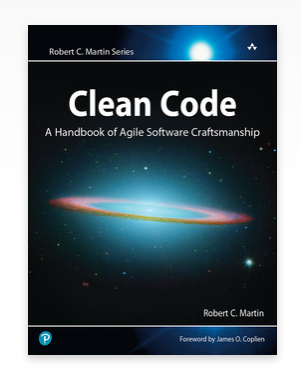 Robert C. Martin Series
Clean Code
A Handbook of Agile Software Craftsmanship
Robert C. Martin
Foreword by James O. Coplien